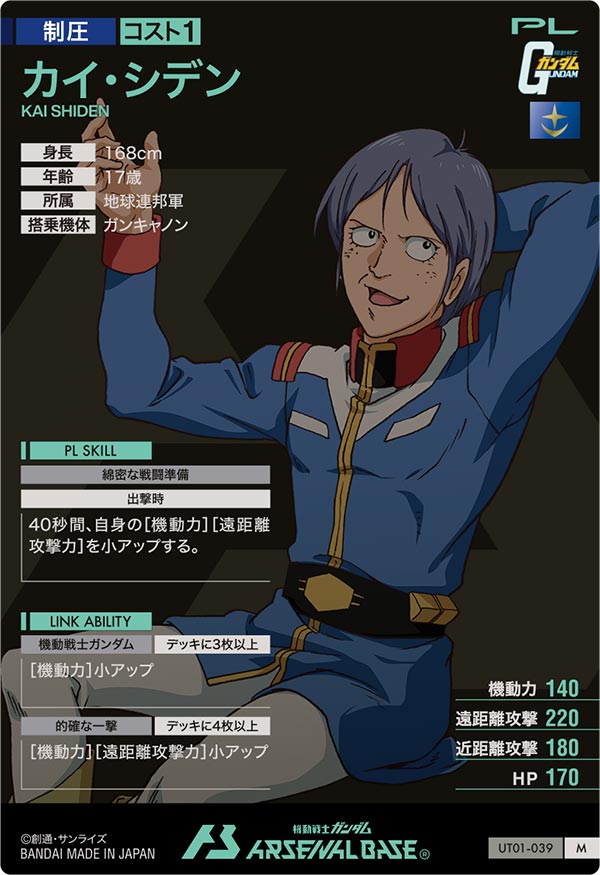 制圧 コスト1
PL
カイ・シデン
KAI SHIDEN
機動戦士
ガンダム
GUNDAM
身長 168cm
年齢 17歳
所属 地球連邦軍
搭乗機体 ガンキャノン
PL SKILL
綿密な戦闘準備
出撃時
40秒間、自身の[機動力][遠距離
攻撃力]を小アップする。
LINK ABILITY
機動戦士ガンダム デッキに3枚以上
[機動力]小アップ
的確な一撃 デッキに4枚以上
[機動力][遠距離攻撃力]小アップ
機動力 140
遠距離攻撃 220
近距離攻撃 180
HP 170
©創通・サンライズ
BANDAI MADE IN JAPAN
機動戦士ガンダム
ARSENAL BASE®
UT01-039 M